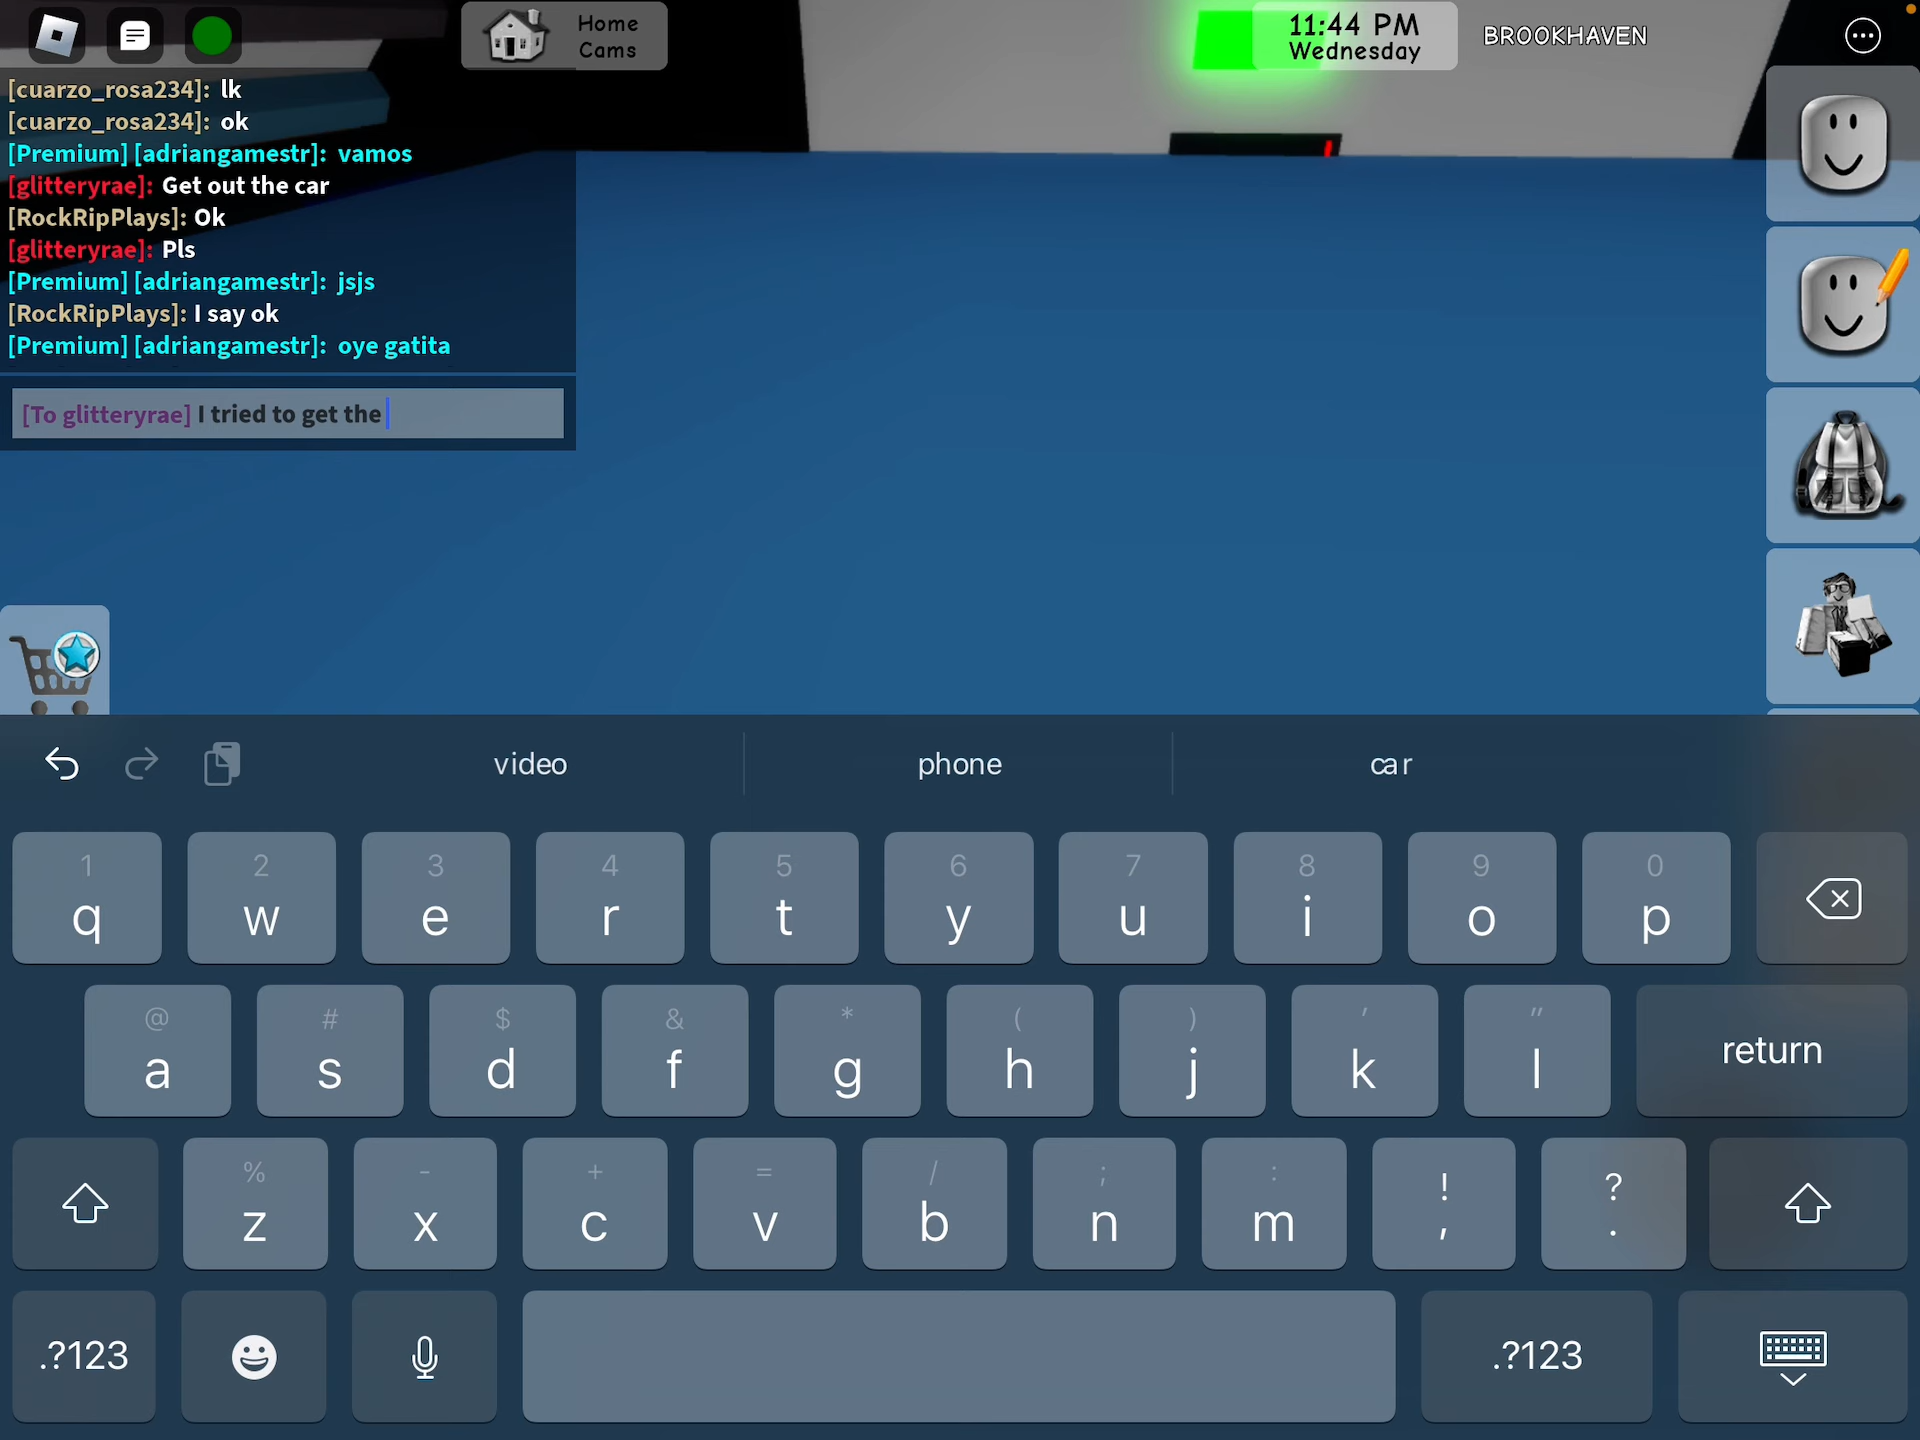 Home
Cams
11:44 PM
Wednesday
BROOKHAVEN
[cuarzo_rosa234]: lk
[cuarzo_rosa234]: ok
[Premium] [adriangamestr]: vamos
[glitteryrae]: Get out the car
[RockRipPlays]: Ok
[glitteryrae]: Pls
[Premium] [adriangamestr]: jsjs
[RockRipPlays]: I say ok
[Premium] [adriangamestr]: oye gatita
[To glitteryrae] I tried to get the
video phone car
1 2 3 4 5 6 7 8 9 0
q w e r t y u i o p
@ # $ & * ( ) ' "
a s d f g h j k l return
% - + = / ; : ! ?
z x c v b n m , .
.?123 .?123